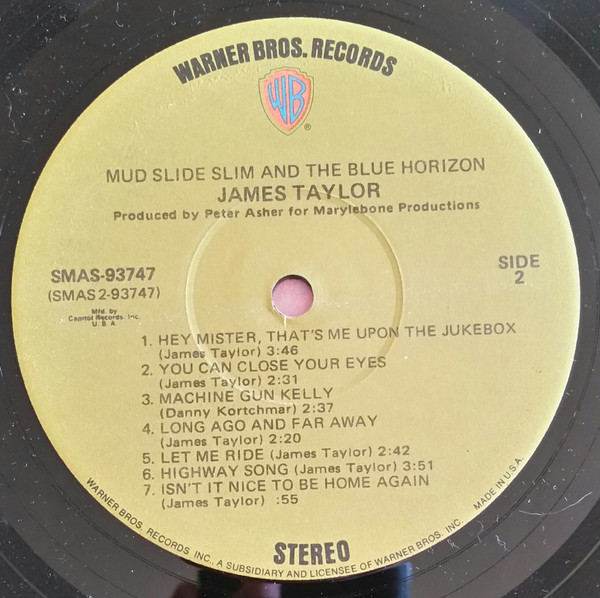 WARNER BROS. RECORDS
WB
®
MUD SLIDE SLIM AND THE BLUE HORIZON
JAMES TAYLOR
Produced by Peter Asher for Marylebone Productions
SMAS-93747
(SMAS 2-93747)
Mfd. by
Capitol Records, Inc.
U. S. A.
SIDE
2
1. HEY MISTER, THAT'S ME UPON THE JUKEBOX
(James Taylor) 3:46
2. YOU CAN CLOSE YOUR EYES
(James Taylor) 2:31
3. MACHINE GUN KELLY
(Danny Kortchmar) 2:37
4. LONG AGO AND FAR AWAY
(James Taylor) 2:20
5. LET ME RIDE (James Taylor) 2:42
6. HIGHWAY SONG (James Taylor) 3:51
7. ISN'T IT NICE TO BE HOME AGAIN
(James Taylor) :55
STEREO
WARNER BROS. RECORDS INC., A SUBSIDIARY AND LICENSEE OF WARNER BROS. INC. MADE IN U.S.A.